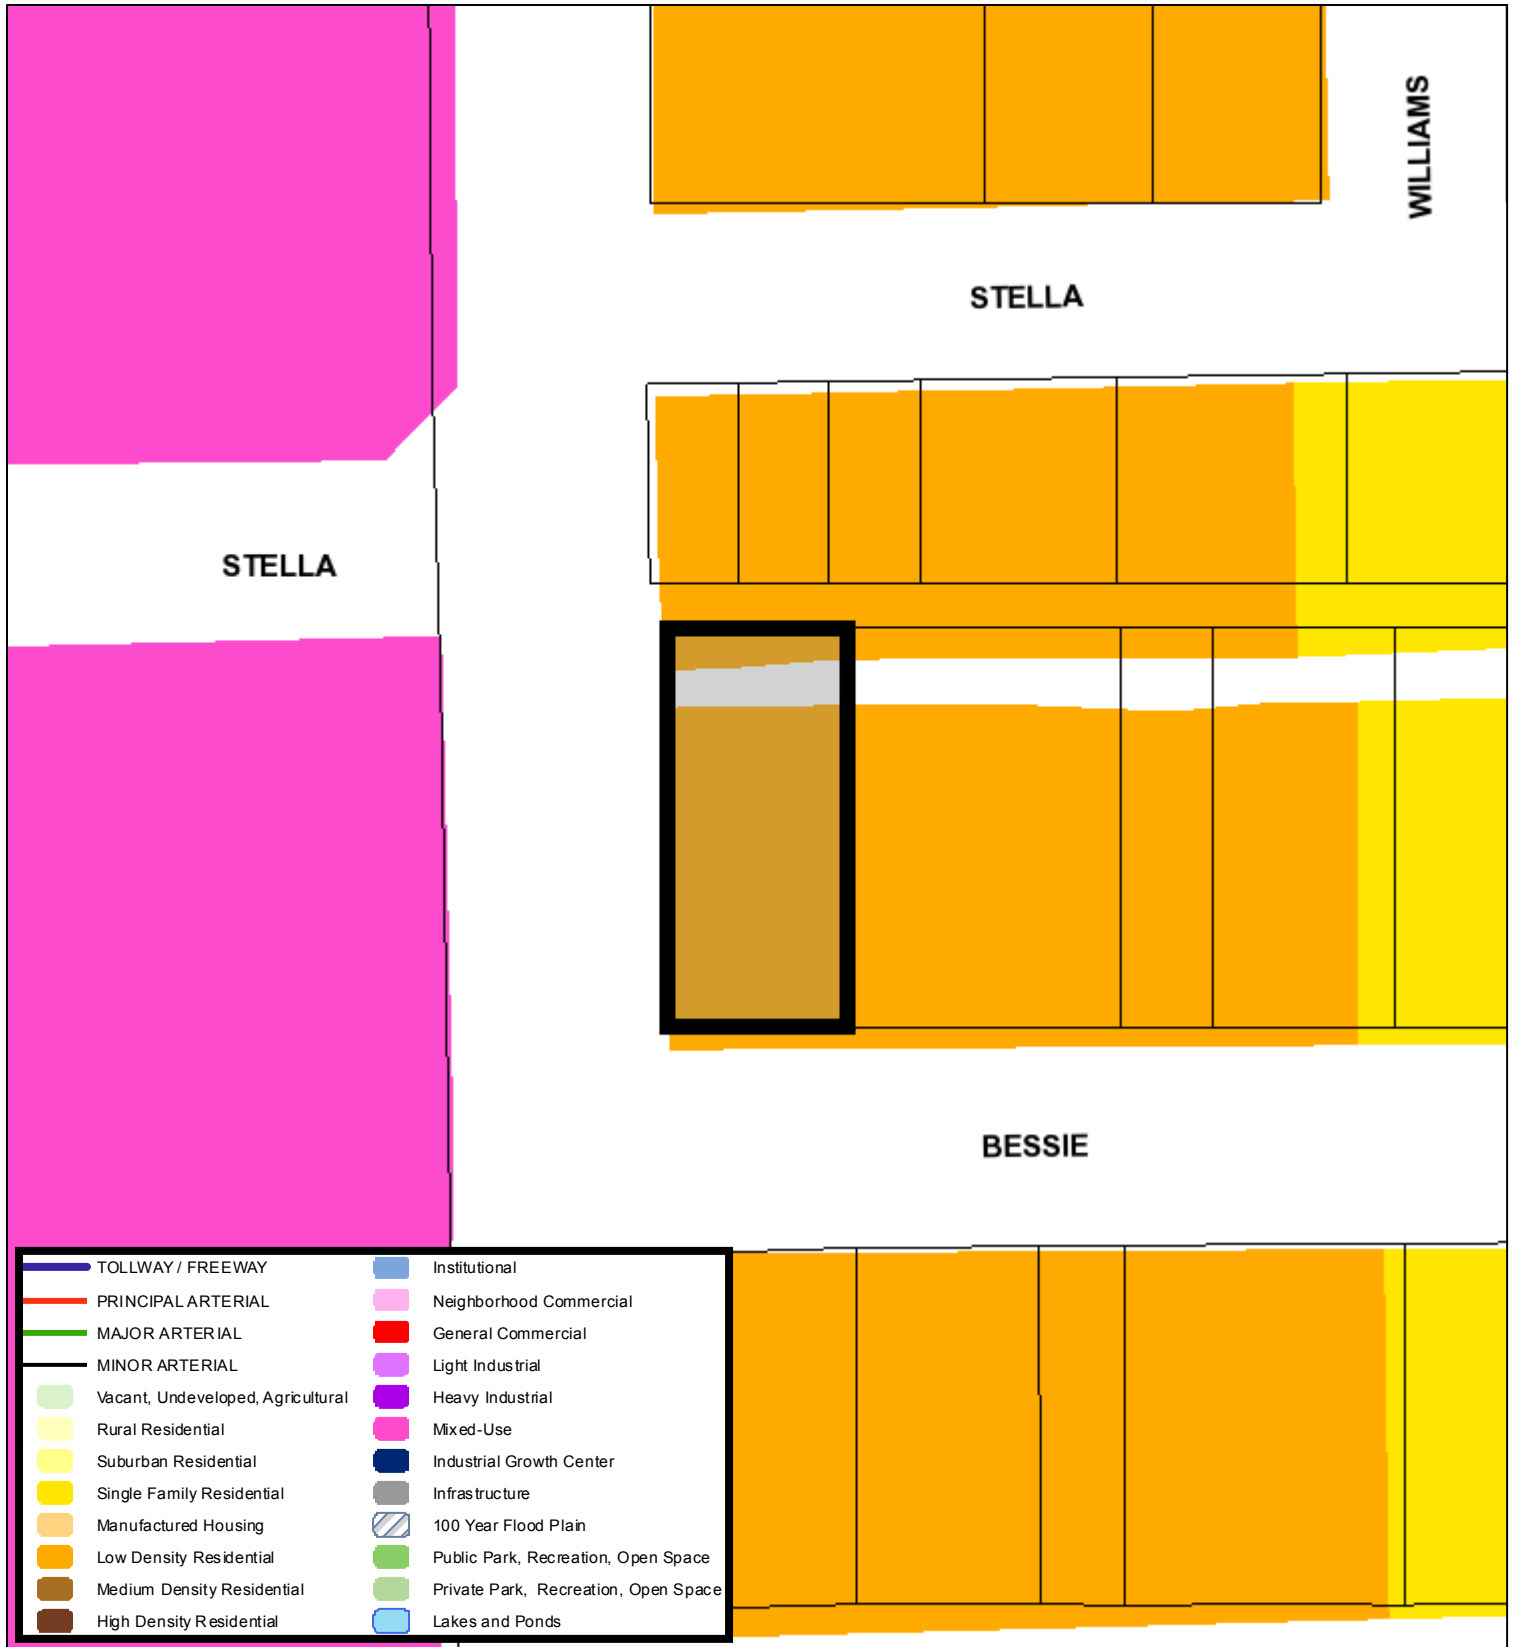 WILLIAMS
STELLA
STELLA
BESSIE
TOLLWAY / FREEWAY
PRINCIPAL ARTERIAL
MAJOR ARTERIAL
MINOR ARTERIAL
Vacant, Undeveloped, Agricultural
Rural Residential
Suburban Residential
Single Family Residential
Manufactured Housing
Low Density Residential
Medium Density Residential
High Density Residential
Institutional
Neighborhood Commercial
General Commercial
Light Industrial
Heavy Industrial
Mixed-Use
Industrial Growth Center
Infrastructure
100 Year Flood Plain
Public Park, Recreation, Open Space
Private Park, Recreation, Open Space
Lakes and Ponds